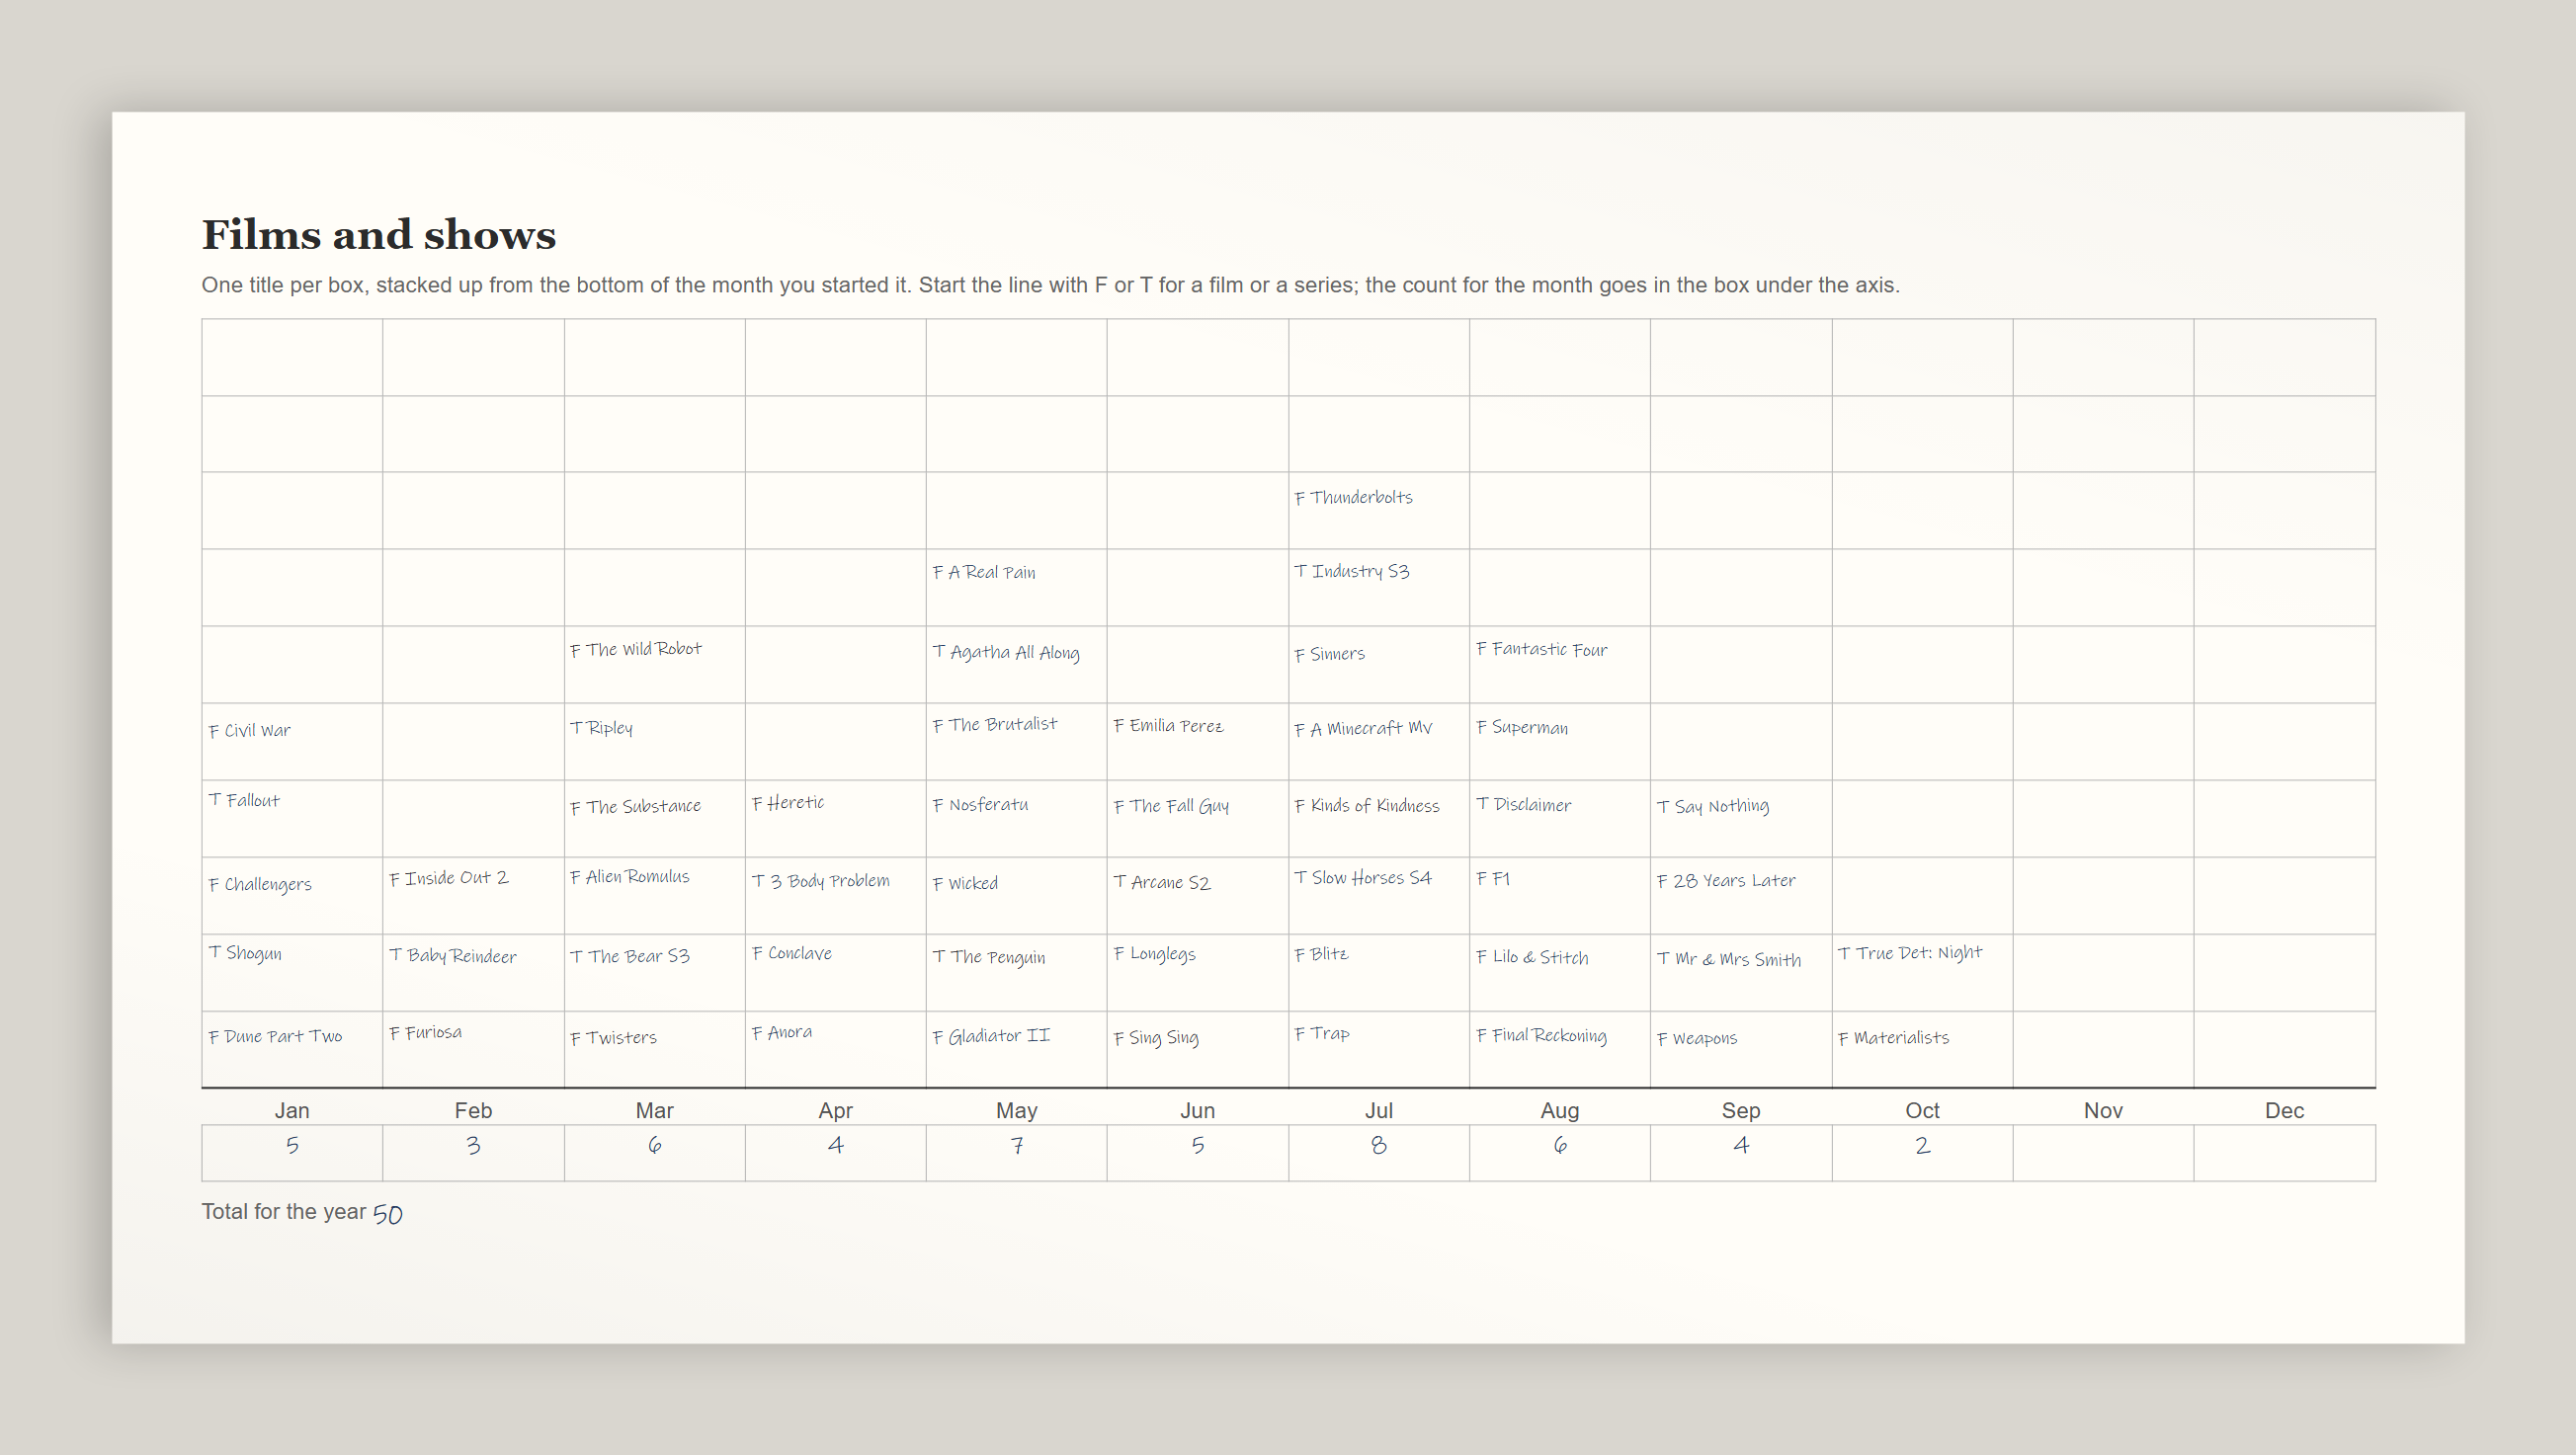 Films and shows
One title per box, stacked up from the bottom of the month you started it. Start the line with F or T for a film or a series; the count for the month goes in the box under the axis.
F Thunderbolts
F A Real Pain
T Industry S3
F The Wild Robot
T Agatha All Along
F Sinners
F Fantastic Four
F Civil War
T Ripley
F The Brutalist
F Emilia Perez
F A Minecraft Mv
F Superman
T Fallout
F The Substance
F Heretic
F Nosferatu
F The Fall Guy
F Kinds of Kindness
T Disclaimer
T Say Nothing
F Challengers
F Inside Out 2
F Alien Romulus
T 3 Body Problem
F Wicked
T Arcane S2
T Slow Horses S4
F F1
F 28 Years Later
T Shogun
T Baby Reindeer
T The Bear S3
F Conclave
T The Penguin
F Longlegs
F Blitz
F Lilo & Stitch
T Mr & Mrs Smith
T True Det: Night
F Dune Part Two
F Furiosa
F Twisters
F Anora
F Gladiator II
F Sing Sing
F Trap
F Final Reckoning
F Weapons
F Materialists
Jan Feb Mar Apr May Jun Jul Aug Sep Oct Nov Dec
5 3 6 4 7 5 8 6 4 2
Total for the year 50